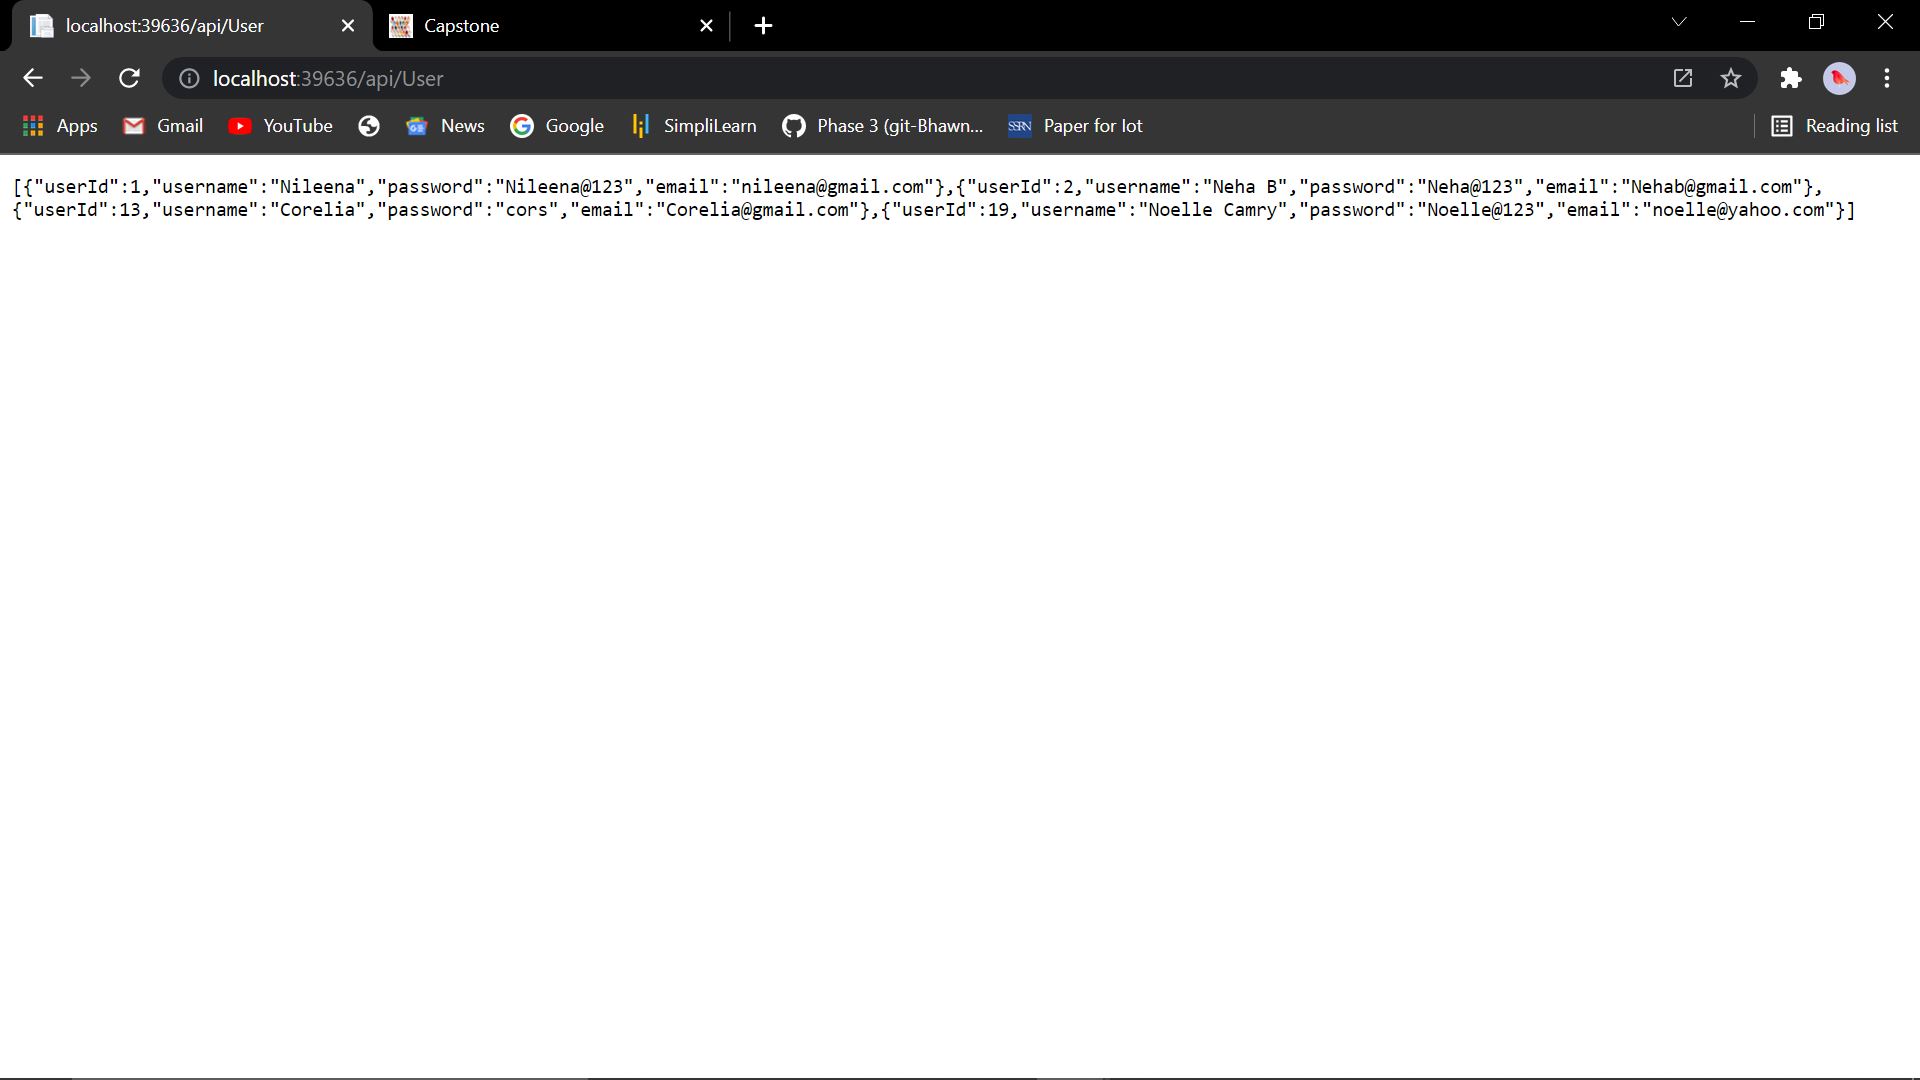 localhost:39636/api/User
Capstone
localhost:39636/api/User
Apps Gmail YouTube News Google SimpliLearn Phase 3 (git-Bhawn... SSRN Paper for Iot Reading list
[{"userId":1,"username":"Nileena","password":"Nileena@123","email":"nileena@gmail.com"},{"userId":2,"username":"Neha B","password":"Neha@123","email":"Nehab@gmail.com"},
{"userId":13,"username":"Corelia","password":"cors","email":"Corelia@gmail.com"},{"userId":19,"username":"Noelle Camry","password":"Noelle@123","email":"noelle@yahoo.com"}]